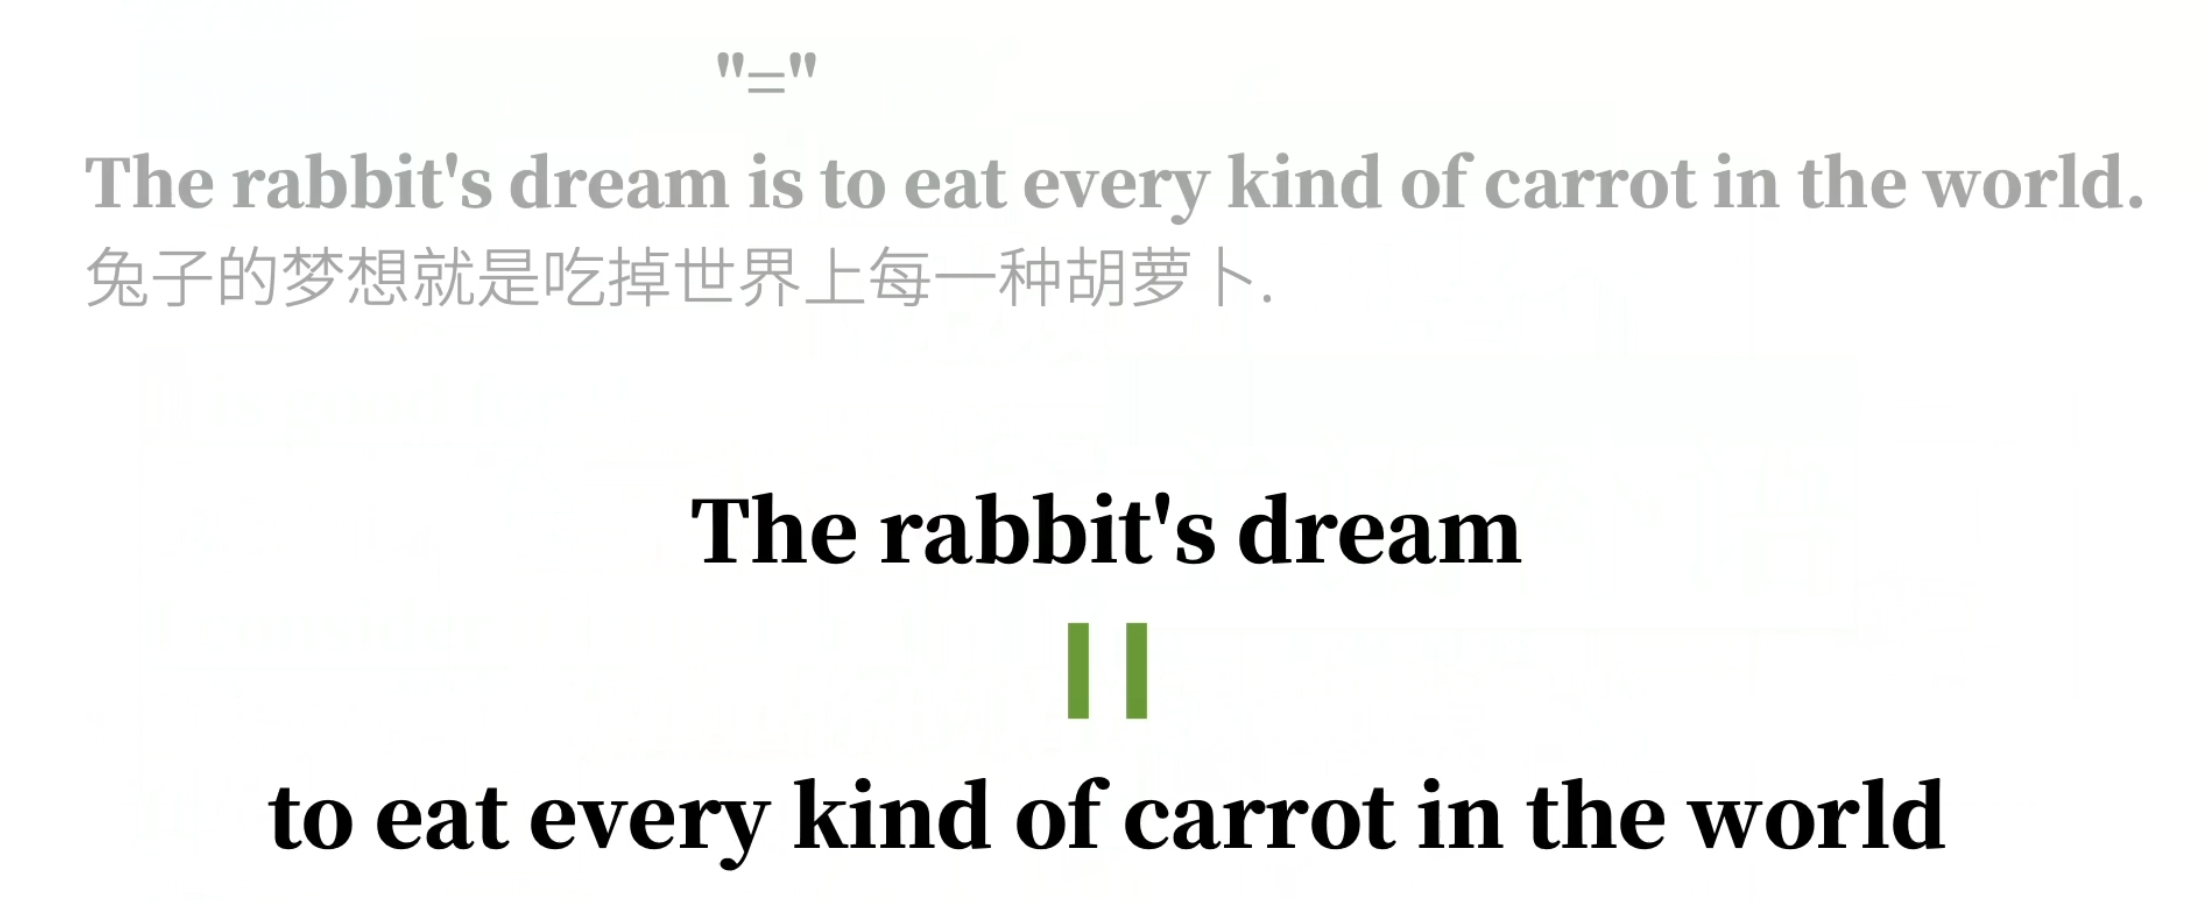 "="
The rabbit's dream is to eat every kind of carrot in the world.
兔子的梦想就是吃掉世界上每一种胡萝卜.
The rabbit's dream
to eat every kind of carrot in the world